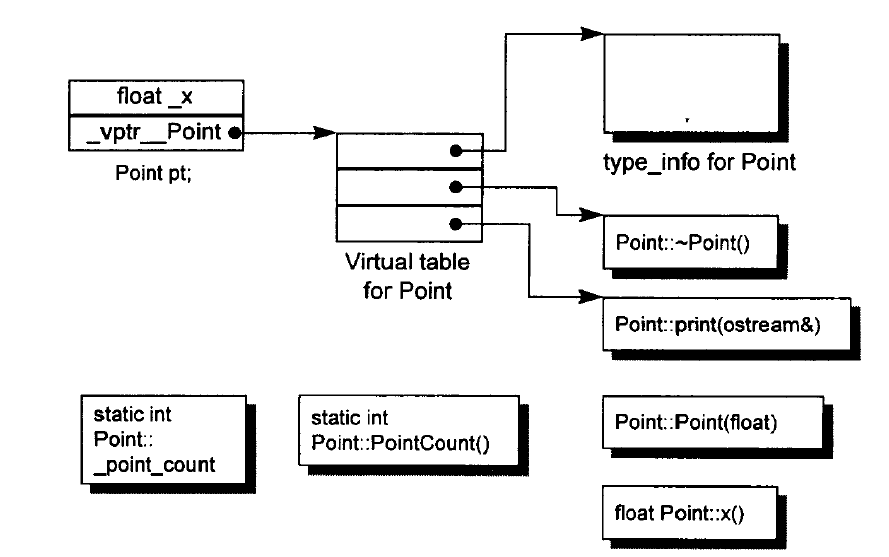 float _x
_vptr__Point
Point pt;
Virtual table
for Point
type_info for Point
Point::~Point()
Point::print(ostream&)
static int
Point::
_point_count
static int
Point::PointCount()
Point::Point(float)
float Point::x()